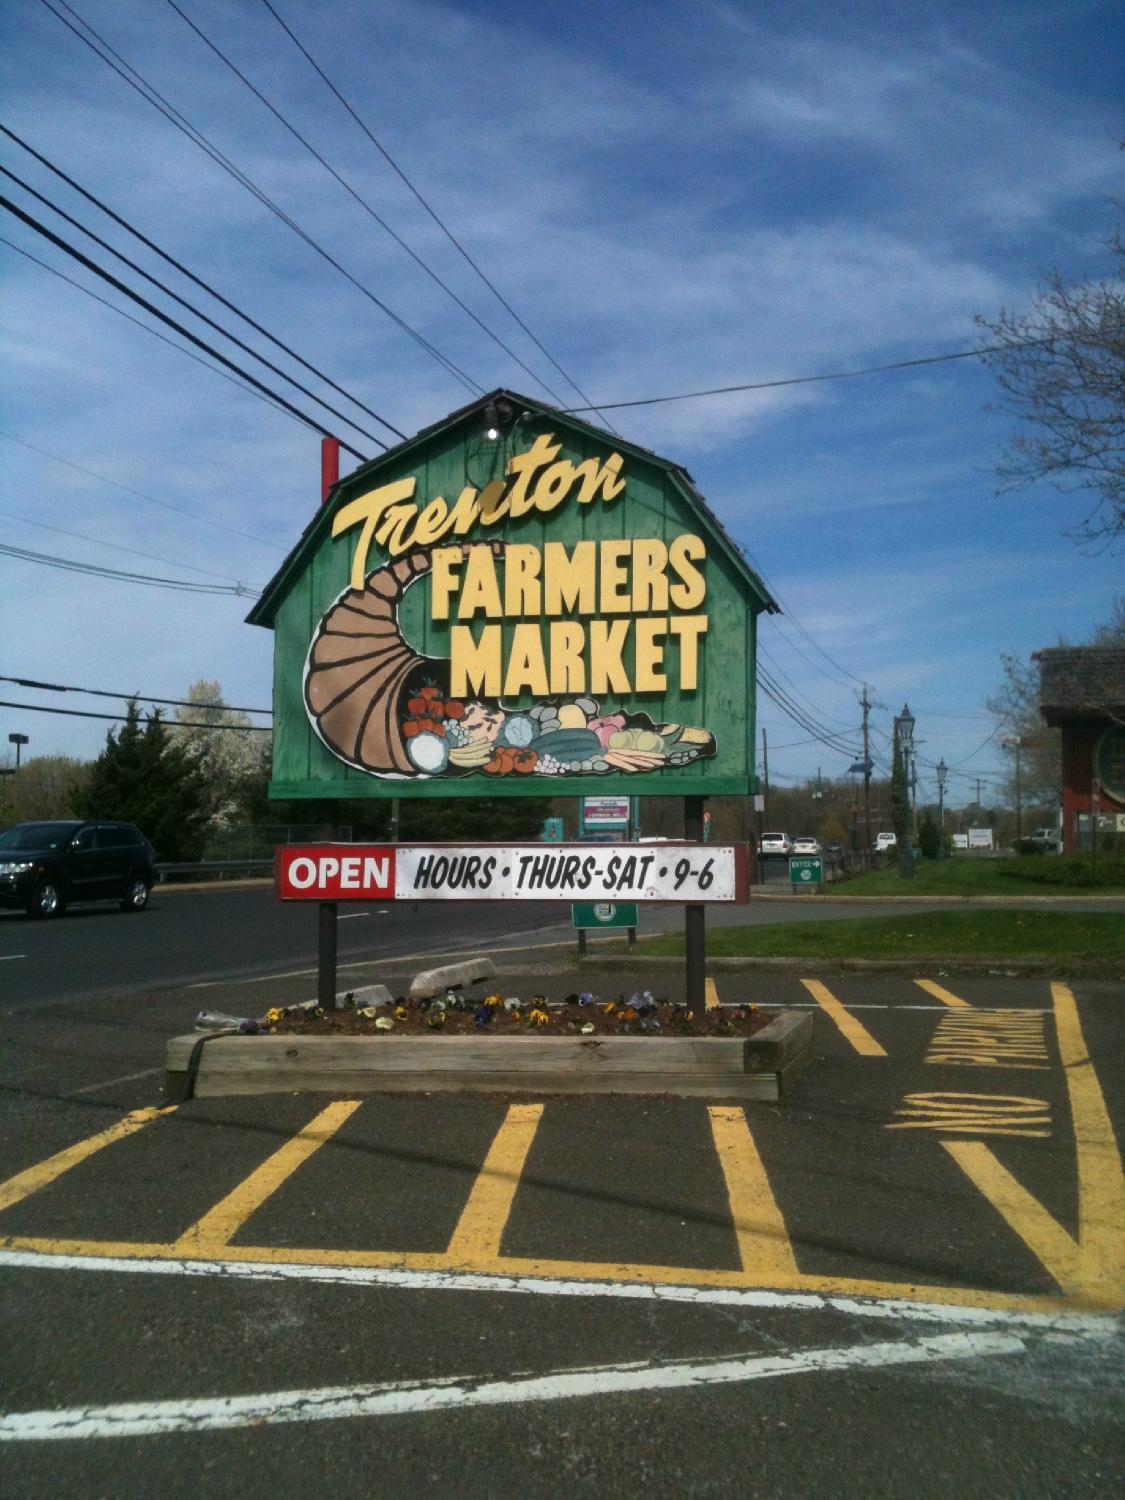 Trenton
FARMERS
MARKET
OPEN HOURS • THURS-SAT • 9-6
ENTER →
NO PARKING